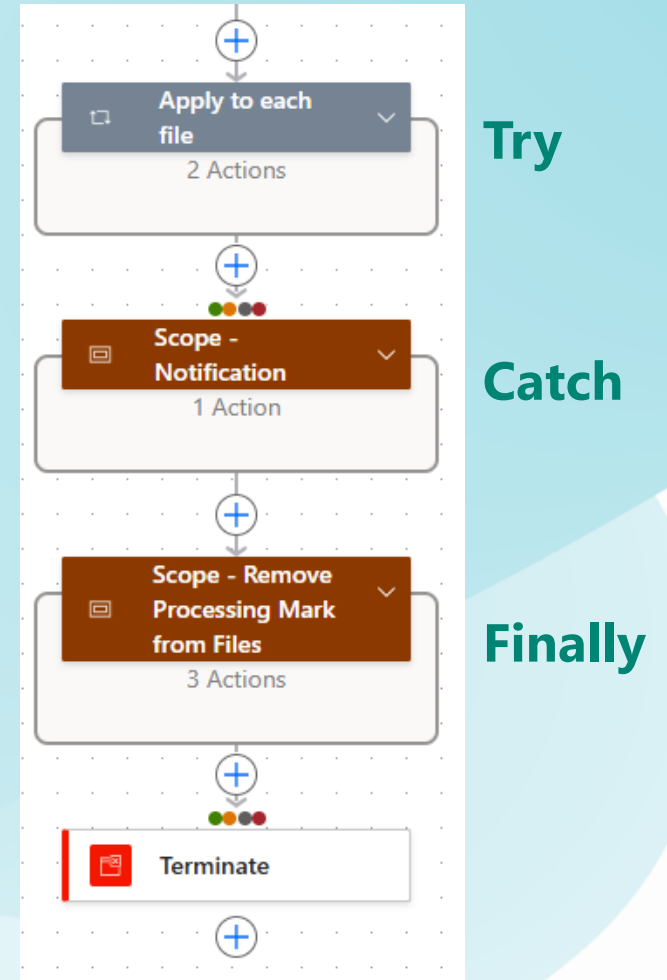 Apply to each
file
2 Actions
Try
Scope -
Notification
1 Action
Catch
Scope - Remove
Processing Mark
from Files
3 Actions
Finally
Terminate